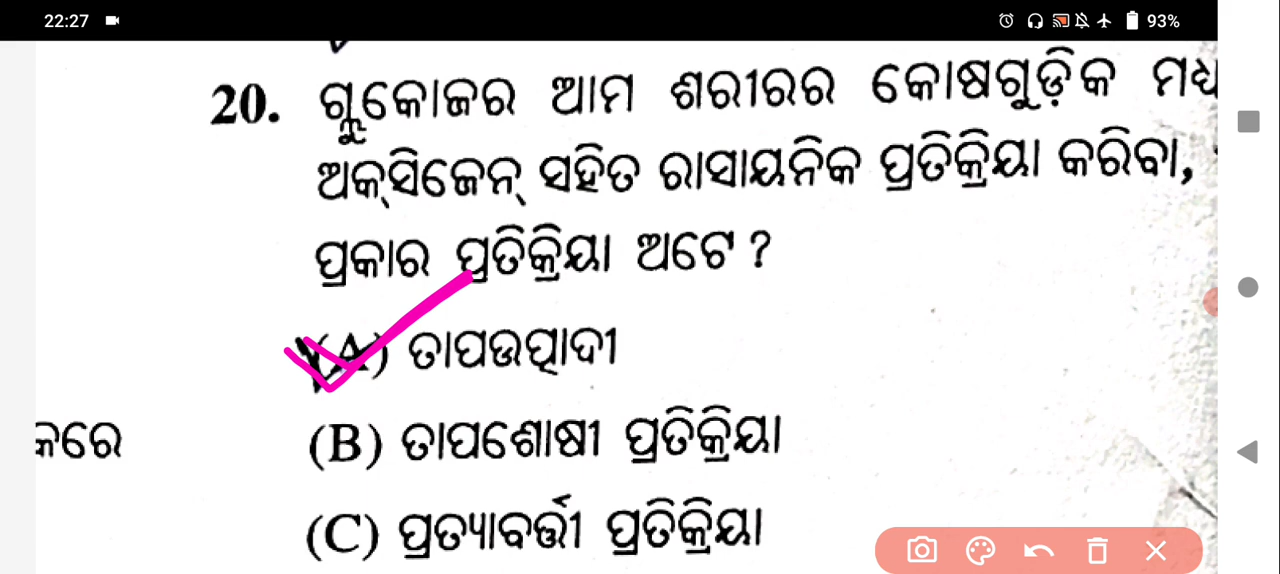 22:27 93%
20. ଗ୍ଲୁକୋଜର ଆମ ଶରୀରର କୋଷଗୁଡ଼ିକ
ଅକ୍‌ସିଜେନ୍ ସହିତ ରାସାୟନିକ ପ୍ରତିକ୍ରିୟା କରିବା,
ପ୍ରକାର ପ୍ରତିକ୍ରିୟା ଅଟେ ?
(A) ତାପଉତ୍ପାଦୀ
(B) ତାପଶୋଷୀ ପ୍ରତିକ୍ରିୟା
କରେ
(C) ପ୍ରତ୍ୟାବର୍ତ୍ତୀ ପ୍ରତିକ୍ରିୟା